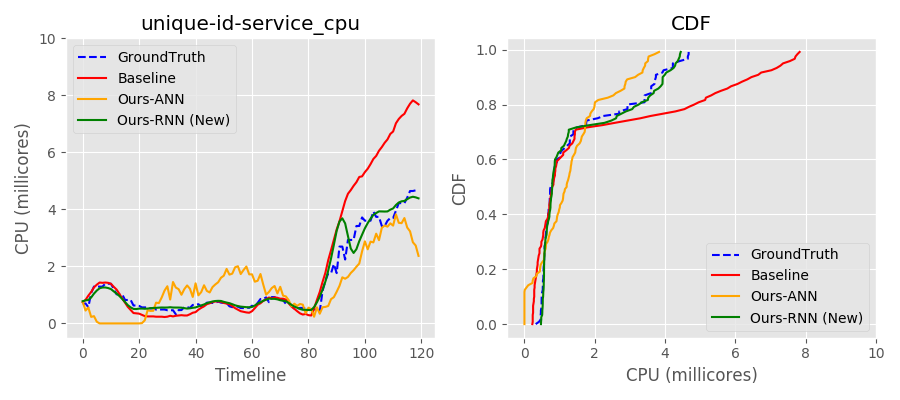 unique-id-service_cpu
CPU (millicores)
10
8
6
4
2
0
GroundTruth
Baseline
Ours-ANN
Ours-RNN (New)
0 20 40 60 80 100 120
Timeline
CDF
CDF
1.0
0.8
0.6
0.4
0.2
0.0
GroundTruth
Baseline
Ours-ANN
Ours-RNN (New)
0 2 4 6 8 10
CPU (millicores)